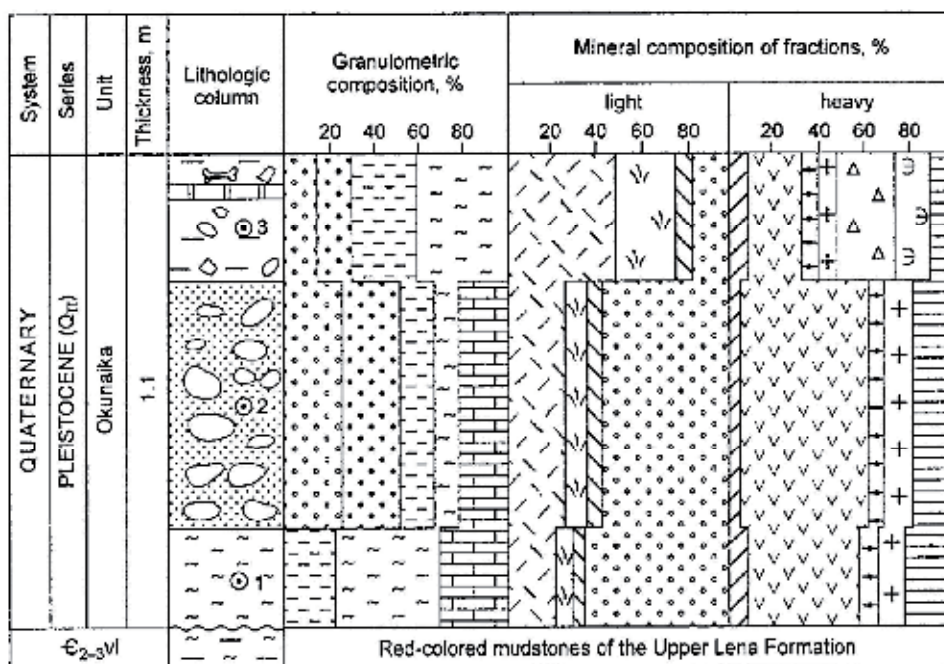 System
Series
Unit
Thickness, m
Lithologic
column
Granulometric
composition, %
20 40 60 80
Mineral composition of fractions, %
light
20 40 60 80
heavy
20 40 60 80
QUATERNARY
PLEISTOCENE (QIII)
Okunaika
1.1
3
2
1
Є2–3vl
Red-colored mudstones of the Upper Lena Formation